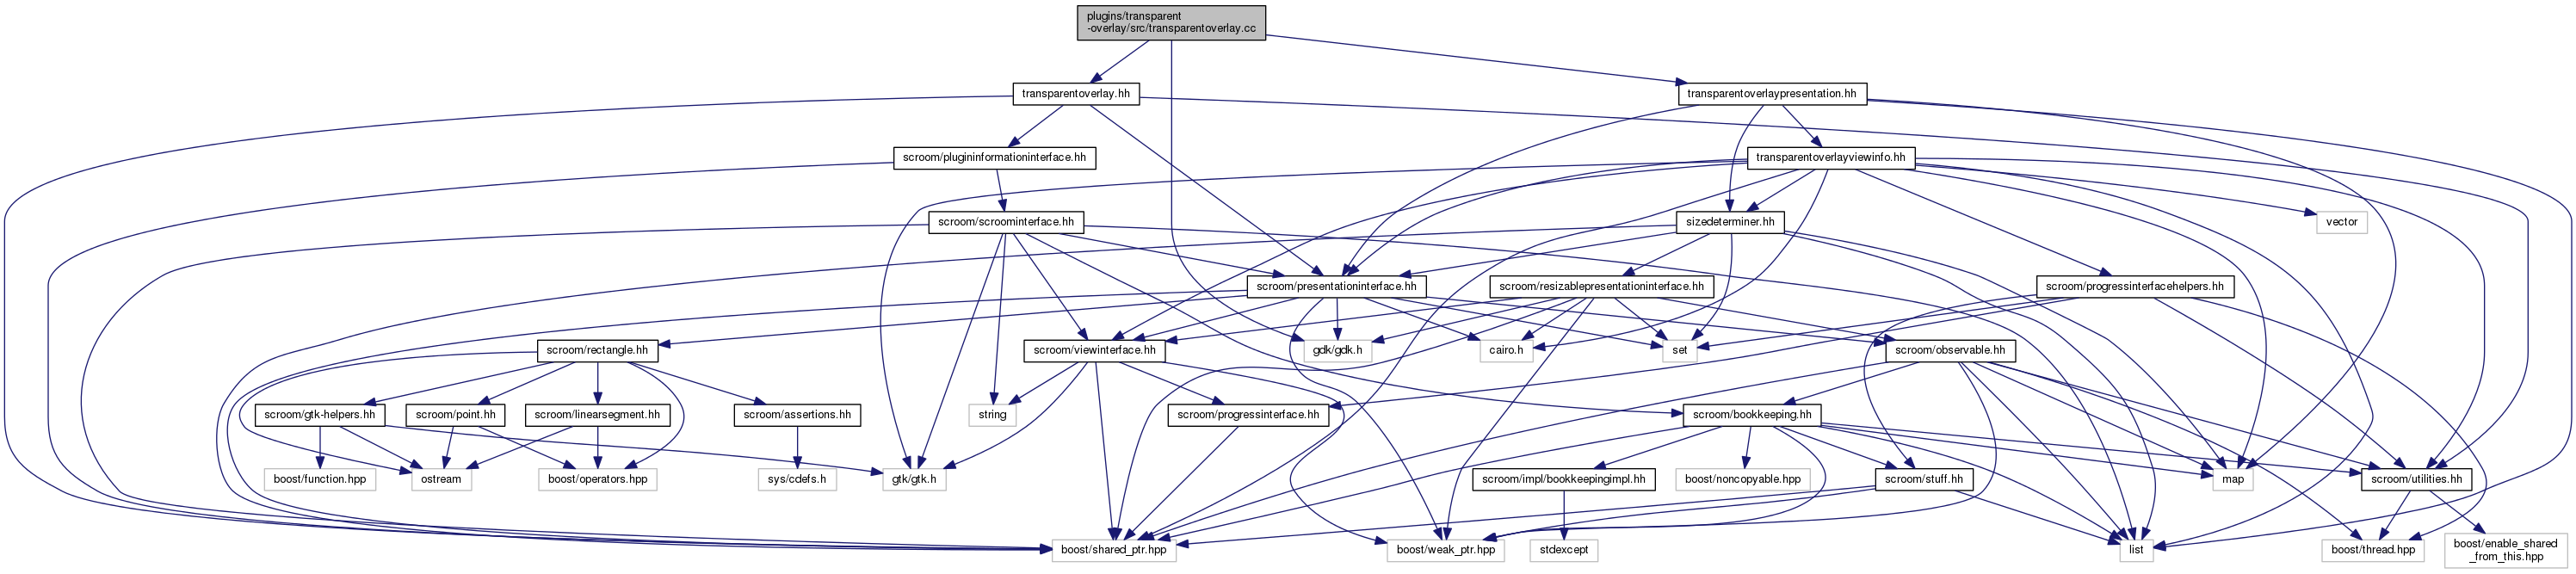 plugins/transparent
-overlay/src/transparentoverlay.cc
transparentoverlay.hh
transparentoverlaypresentation.hh
scroom/plugininformationinterface.hh
transparentoverlayviewinfo.hh
scroom/scroominterface.hh
sizedeterminer.hh
vector
scroom/presentationinterface.hh
scroom/resizablepresentationinterface.hh
scroom/progressinterfacehelpers.hh
scroom/rectangle.hh
scroom/viewinterface.hh
gdk/gdk.h
cairo.h
set
scroom/observable.hh
scroom/gtk-helpers.hh
scroom/point.hh
scroom/linearsegment.hh
scroom/assertions.hh
string
scroom/progressinterface.hh
scroom/bookkeeping.hh
boost/function.hpp
ostream
boost/operators.hpp
sys/cdefs.h
gtk/gtk.h
scroom/impl/bookkeepingimpl.hh
boost/noncopyable.hpp
scroom/stuff.hh
map
scroom/utilities.hh
boost/shared_ptr.hpp
boost/weak_ptr.hpp
stdexcept
list
boost/thread.hpp
boost/enable_shared
_from_this.hpp